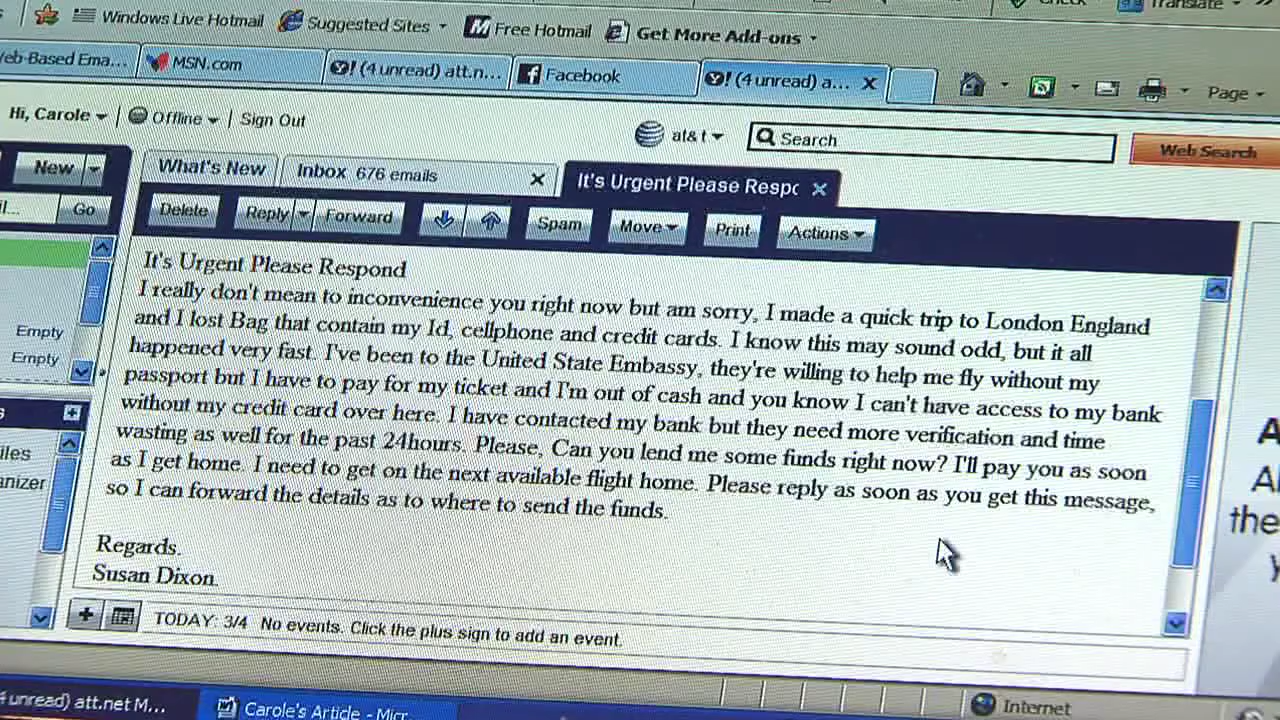 Check
Translate
Windows Live Hotmail Suggested Sites Free Hotmail Get More Add-ons
eb-Based Ema... MSN.com (4 unread) att.n... Facebook (4 unread) a...
Page
Hi, Carole Offline Sign Out
at&t Search Web Search
New What's New Inbox 676 emails It's Urgent Please Respc
il... Go Delete Reply Forward Spam Move Print Actions
It's Urgent Please Respond
I really don't mean to inconvenience you right now but am sorry, I made a quick trip to London England
and I lost Bag that contain my Id, cellphone and credit cards. I know this may sound odd, but it all
happened very fast. I've been to the United State Embassy, they're willing to help me fly without my
passport but I have to pay for my ticket and I'm out of cash and you know I can't have access to my bank
without my credit card over here. I have contacted my bank but they need more verification and time
wasting as well for the past 24hours. Please, Can you lend me some funds right now? I'll pay you as soon
as I get home. I need to get on the next available flight home. Please reply as soon as you get this message,
so I can forward the details as to where to send the funds.
Regards.
Susan Dixon.
Empty
Empty
iles
anizer
the
TODAY: 3/4 No events. Click the plus sign to add an event.
4 unread) att.net M... Carole's Article - Micr Internet